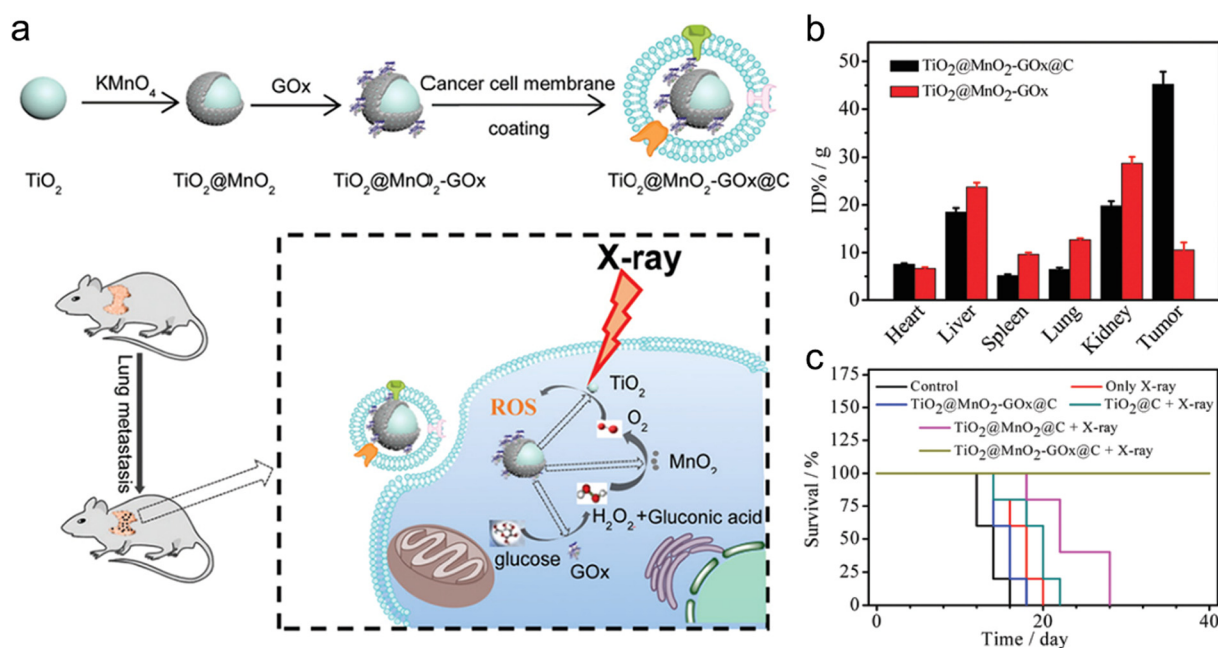 a
KMnO₄
GOx
Cancer cell membrane
coating
TiO₂
TiO₂@MnO₂
TiO₂@MnO)₂-GOx
TiO₂@MnO₂-GOx@C
Lung metastasis
X-ray
TiO₂
ROS
O₂
MnO₂
H₂O₂+Gluconic acid
glucose
GOx
b
ID% / g
50
40
30
20
10
0
TiO₂@MnO₂-GOx@C
TiO₂@MnO₂-GOx
Heart
Liver
Spleen
Lung
Kidney
Tumor
c
Survival / %
175
150
125
100
75
50
25
0
Control
Only X-ray
TiO₂@MnO₂-GOx@C
TiO₂@C + X-ray
TiO₂@MnO₂@C + X-ray
TiO₂@MnO₂-GOx@C + X-ray
0
20
40
Time / day